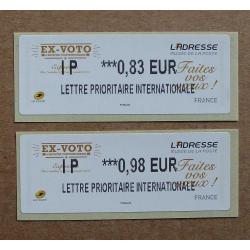 EX-VOTO
L'ADRESSE
MUSÉE DE LA POSTE
IP ***0,83 EUR
Faites
vos
vœux !
LETTRE PRIORITAIRE INTERNATIONALE
FRANCE
EX-VOTO
L'ADRESSE
MUSÉE DE LA POSTE
IP ***0,98 EUR
Faites
vos
vœux !
LETTRE PRIORITAIRE INTERNATIONALE
FRANCE